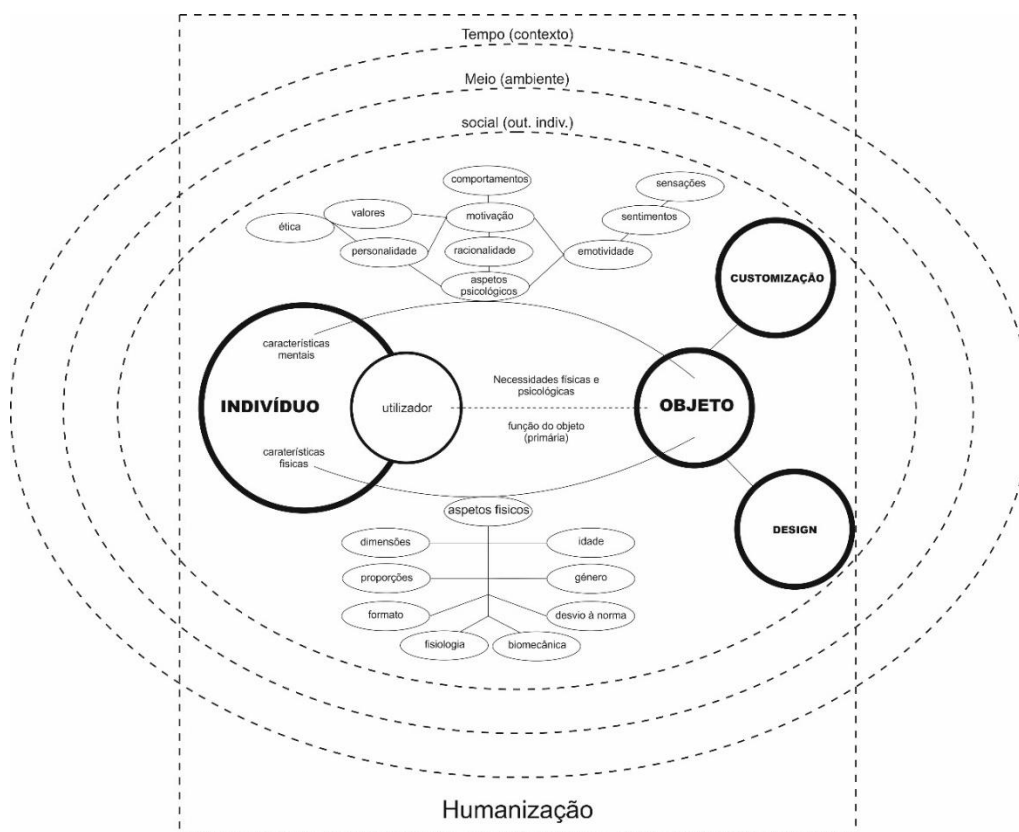 Tempo (contexto)
Meio (ambiente)
social (out. indiv.)
comportamentos
sensações
valores
motivação
sentimentos
ética
personalidade
racionalidade
emotividade
aspetos
psicológicos
CUSTOMIZAÇÃO
características
mentais
INDIVÍDUO
utilizador
Necessidades físicas e
psicológicas
função do objeto
(primária)
OBJETO
caraterísticas
fisicas
aspetos físicos
DESIGN
dimensões
idade
proporções
género
formato
desvio à norma
fisiologia
biomecânica
Humanização